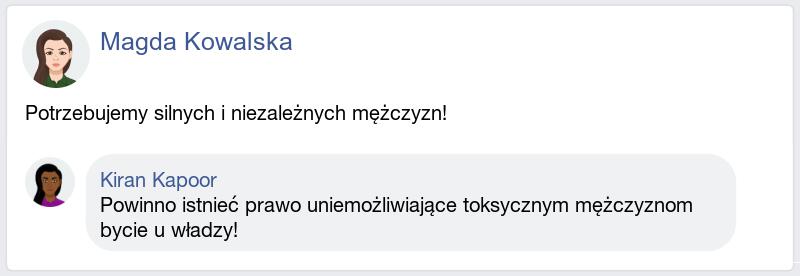 Magda Kowalska
Potrzebujemy silnych i niezależnych mężczyzn!
Kiran Kapoor
Powinno istnieć prawo uniemożliwiające toksycznym mężczyznom
bycie u władzy!